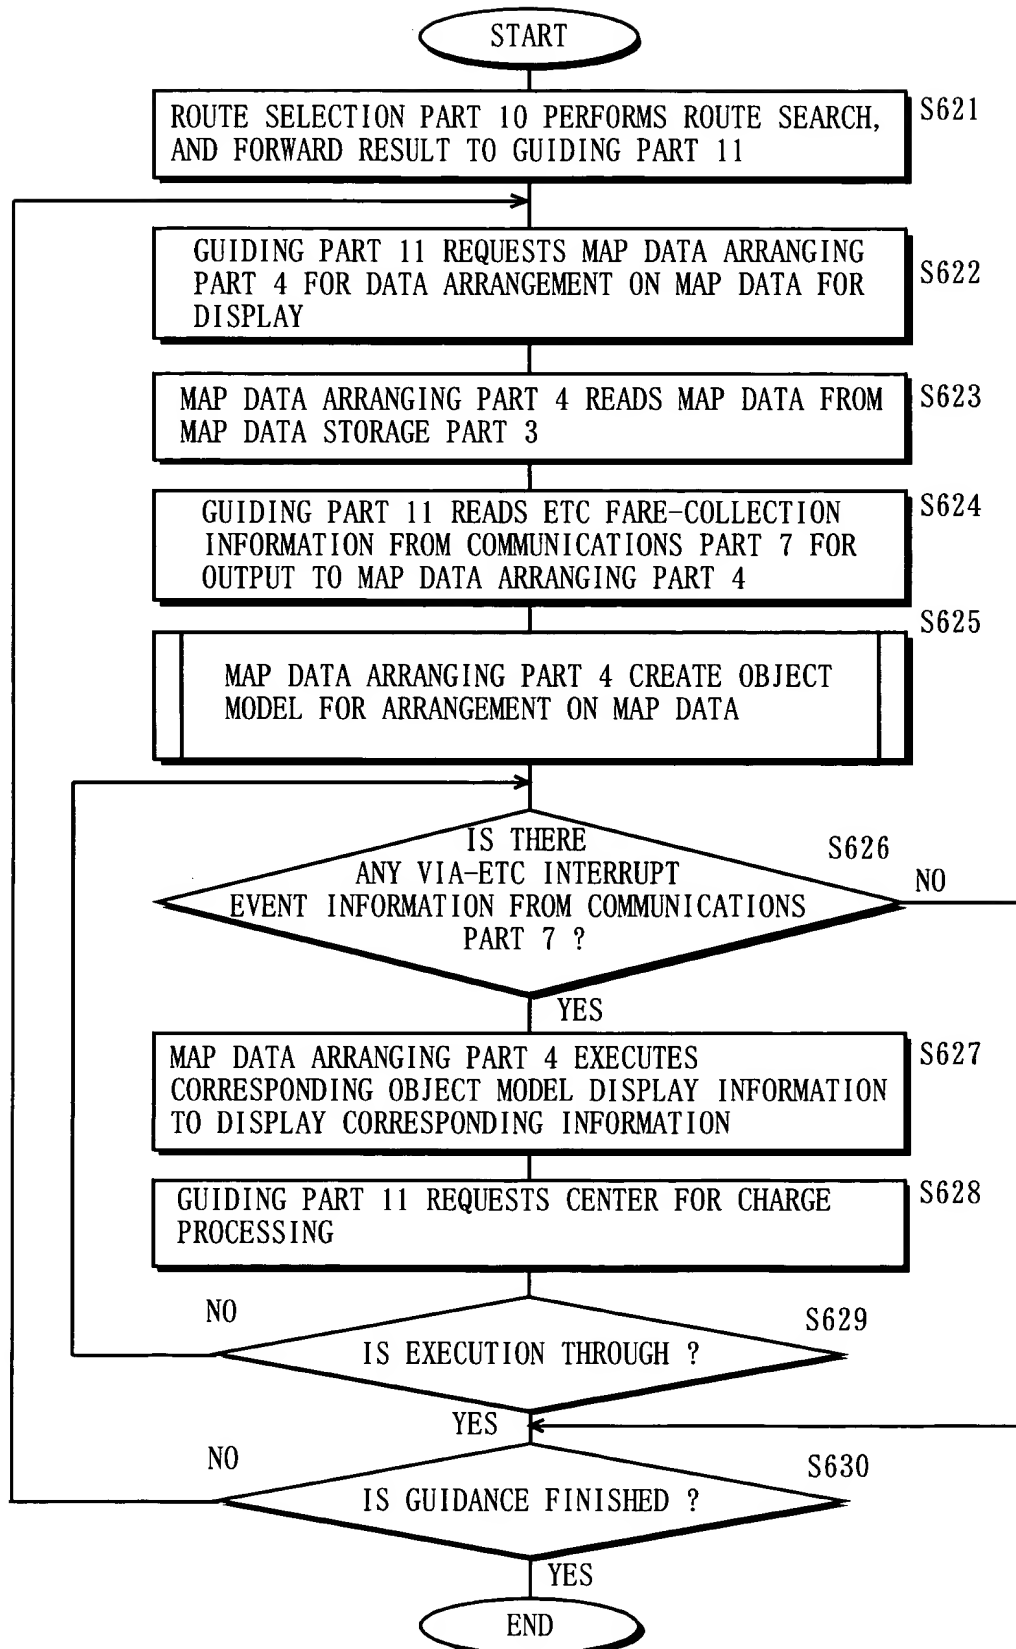 START
ROUTE SELECTION PART 10 PERFORMS ROUTE SEARCH,
AND FORWARD RESULT TO GUIDING PART 11
S621
GUIDING PART 11 REQUESTS MAP DATA ARRANGING
PART 4 FOR DATA ARRANGEMENT ON MAP DATA FOR
DISPLAY
S622
MAP DATA ARRANGING PART 4 READS MAP DATA FROM
MAP DATA STORAGE PART 3
S623
GUIDING PART 11 READS ETC FARE-COLLECTION
INFORMATION FROM COMMUNICATIONS PART 7 FOR
OUTPUT TO MAP DATA ARRANGING PART 4
S624
S625
MAP DATA ARRANGING PART 4 CREATE OBJECT
MODEL FOR ARRANGEMENT ON MAP DATA
IS THERE
ANY VIA-ETC INTERRUPT
EVENT INFORMATION FROM COMMUNICATIONS
PART 7 ?
S626
NO
YES
MAP DATA ARRANGING PART 4 EXECUTES
CORRESPONDING OBJECT MODEL DISPLAY INFORMATION
TO DISPLAY CORRESPONDING INFORMATION
S627
GUIDING PART 11 REQUESTS CENTER FOR CHARGE
PROCESSING
S628
NO
S629
IS EXECUTION THROUGH ?
YES
NO
S630
IS GUIDANCE FINISHED ?
YES
END